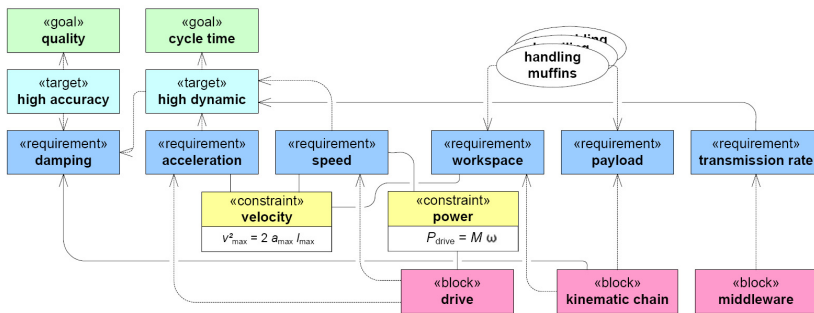 «goal»
quality
«goal»
cycle time
«target»
high accuracy
«target»
high dynamic
handling
muffins
«requirement»
damping
«requirement»
acceleration
«requirement»
speed
«requirement»
workspace
«requirement»
payload
«requirement»
transmission rate
«constraint»
velocity
v²max = 2 amax lmax
«constraint»
power
Pdrive = M ω
«block»
drive
«block»
kinematic chain
«block»
middleware